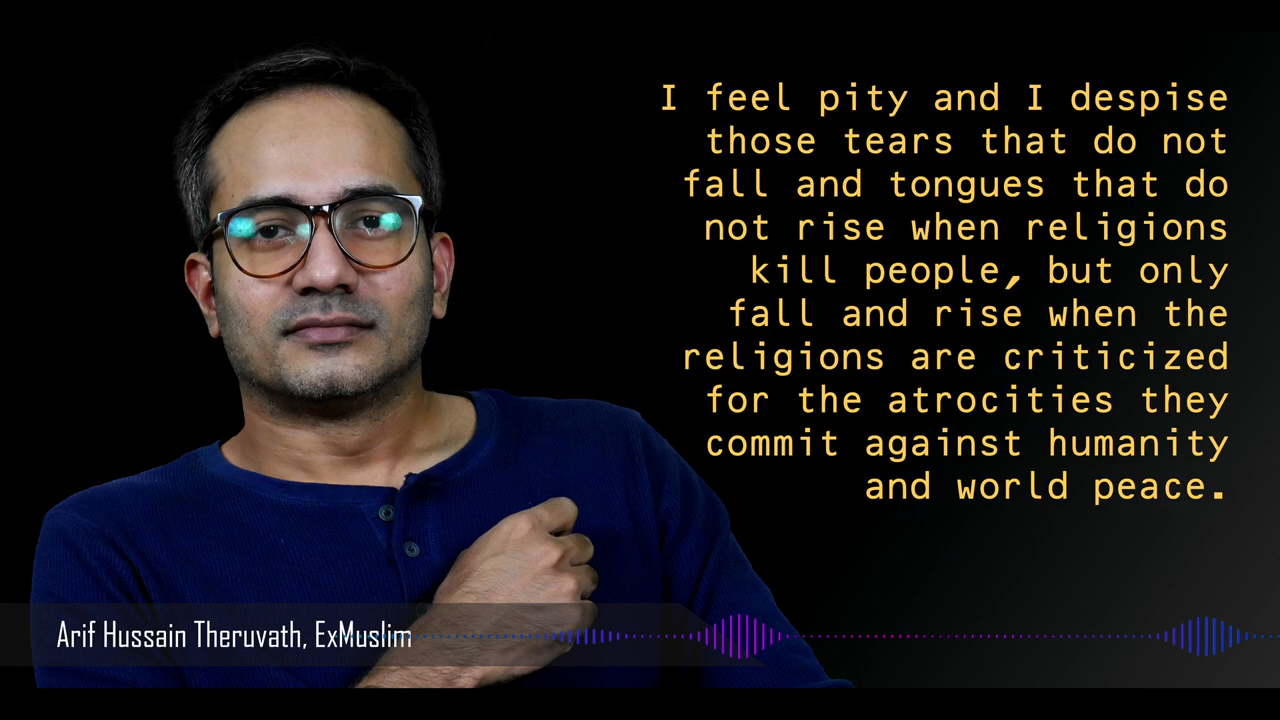 I feel pity and I despise
those tears that do not
fall and tongues that do
not rise when religions
kill people, but only
fall and rise when the
religions are criticized
for the atrocities they
commit against humanity
and world peace.
Arif Hussain Theruvath, ExMuslim